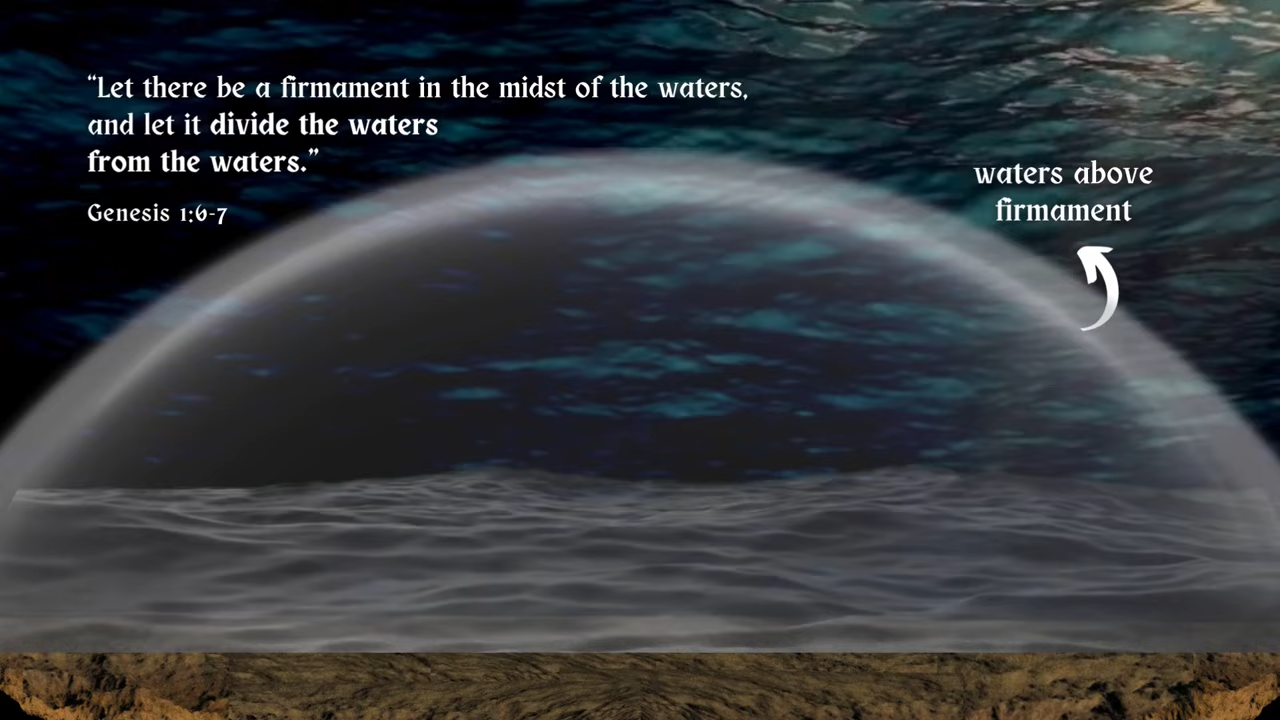 “Let there be a firmament in the midst of the waters,
and let it divide the waters
from the waters.”
Genesis 1:6-7
waters above
firmament